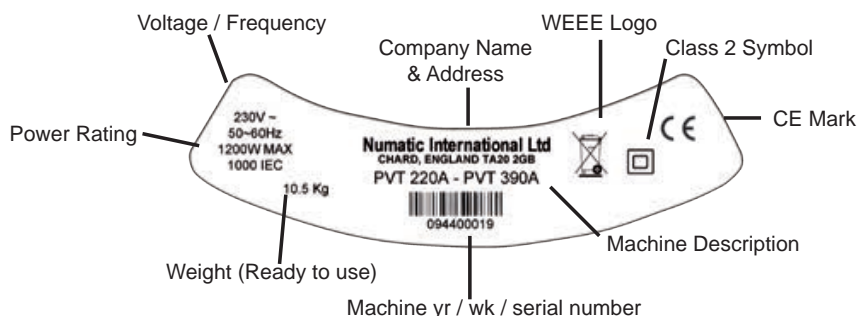 Voltage / Frequency
WEEE Logo
Company Name
& Address
Class 2 Symbol
CE Mark
Power Rating
230V ~
50~60Hz
1200W MAX
1000 IEC
10.5 Kg
Numatic International Ltd
CHARD, ENGLAND TA20 2GB
PVT 220A - PVT 390A
094400019
CE
Machine Description
Weight (Ready to use)
Machine yr / wk / serial number